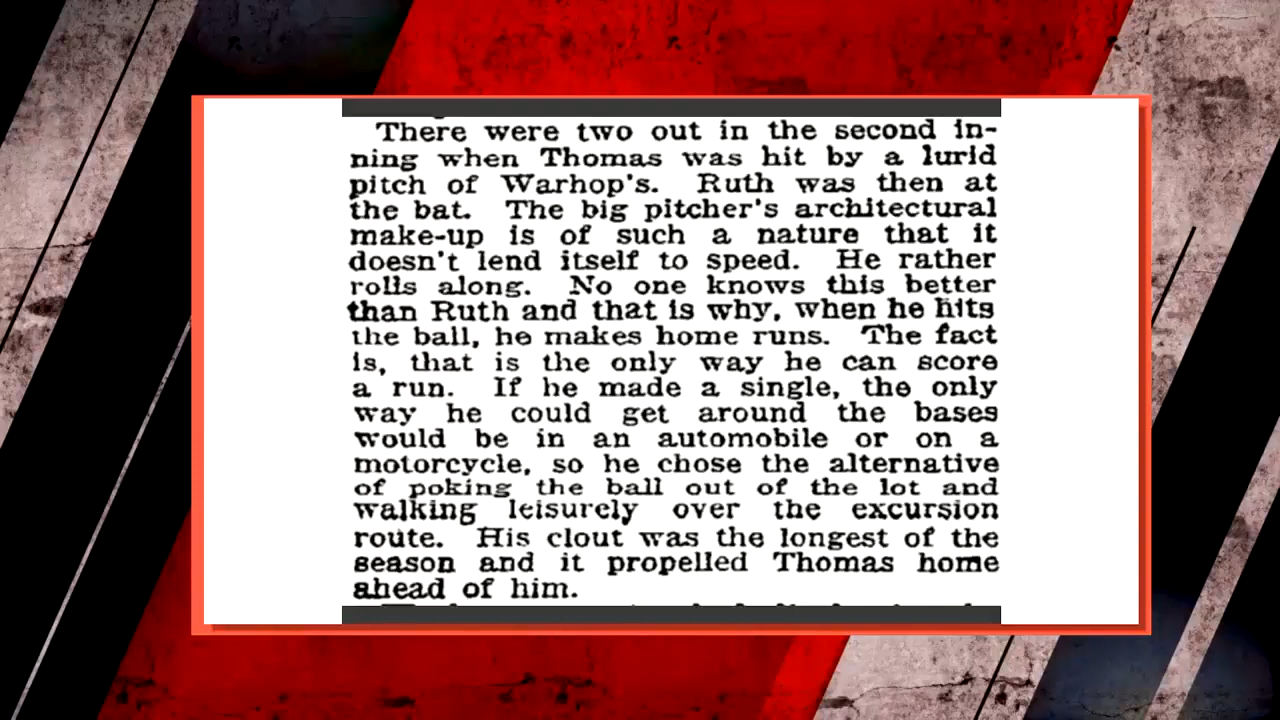 There were two out in the second in-
ning when Thomas was hit by a lurid
pitch of Warhop's. Ruth was then at
the bat. The big pitcher's architectural
make-up is of such a nature that it
doesn't lend itself to speed. He rather
rolls along. No one knows this better
than Ruth and that is why, when he hits
the ball, he makes home runs. The fact
is, that is the only way he can score
a run. If he made a single, the only
way he could get around the bases
would be in an automobile or on a
motorcycle, so he chose the alternative
of poking the ball out of the lot and
walking leisurely over the excursion
route. His clout was the longest of the
season and it propelled Thomas home
ahead of him.